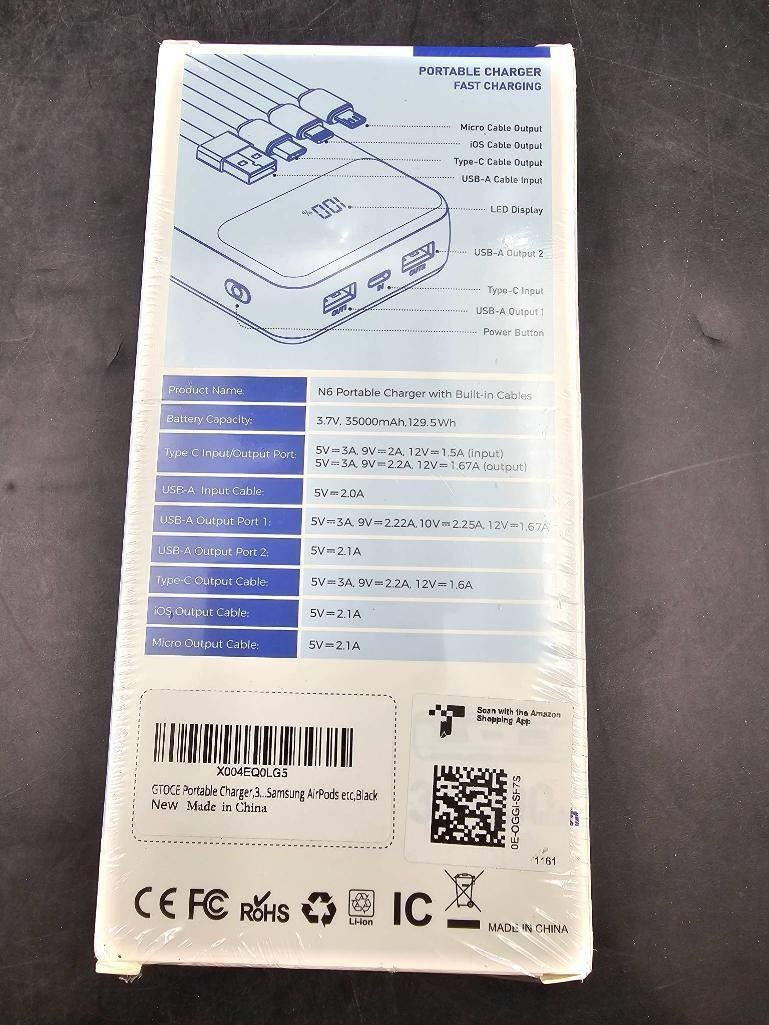 PORTABLE CHARGER
FAST CHARGING
Micro Cable Output
iOS Cable Output
Type-C Cable Output
USB-A Cable Input
LED Display
100%
USB-A Output 2
OUT2
Type-C Input
IN
USB-A Output 1
OUT1
Power Button
Product Name: N6 Portable Charger with Built-in Cables
Battery Capacity: 3.7V, 35000mAh,129.5Wh
Type C Input/Output Port: 5V=3A, 9V=2A, 12V=1.5A (input)
5V=3A, 9V=2.2A, 12V=1.67A (output)
USB-A Input Cable: 5V=2.0A
USB-A Output Port 1: 5V=3A, 9V=2.22A, 10V=2.25A, 12V=1.67A
USB-A Output Port 2: 5V=2.1A
Type-C Output Cable: 5V=3A, 9V=2.2A, 12V=1.6A
iOS Output Cable: 5V=2.1A
Micro Output Cable: 5V=2.1A
X004EQ0LG5
GTOCE Portable Charger,3...Samsung AirPods etc,Black
New Made in China
Scan with the Amazon
Shopping App
0E-OGGI-SF7S
1161
CE FC RoHS Li-ion IC
MADE IN CHINA